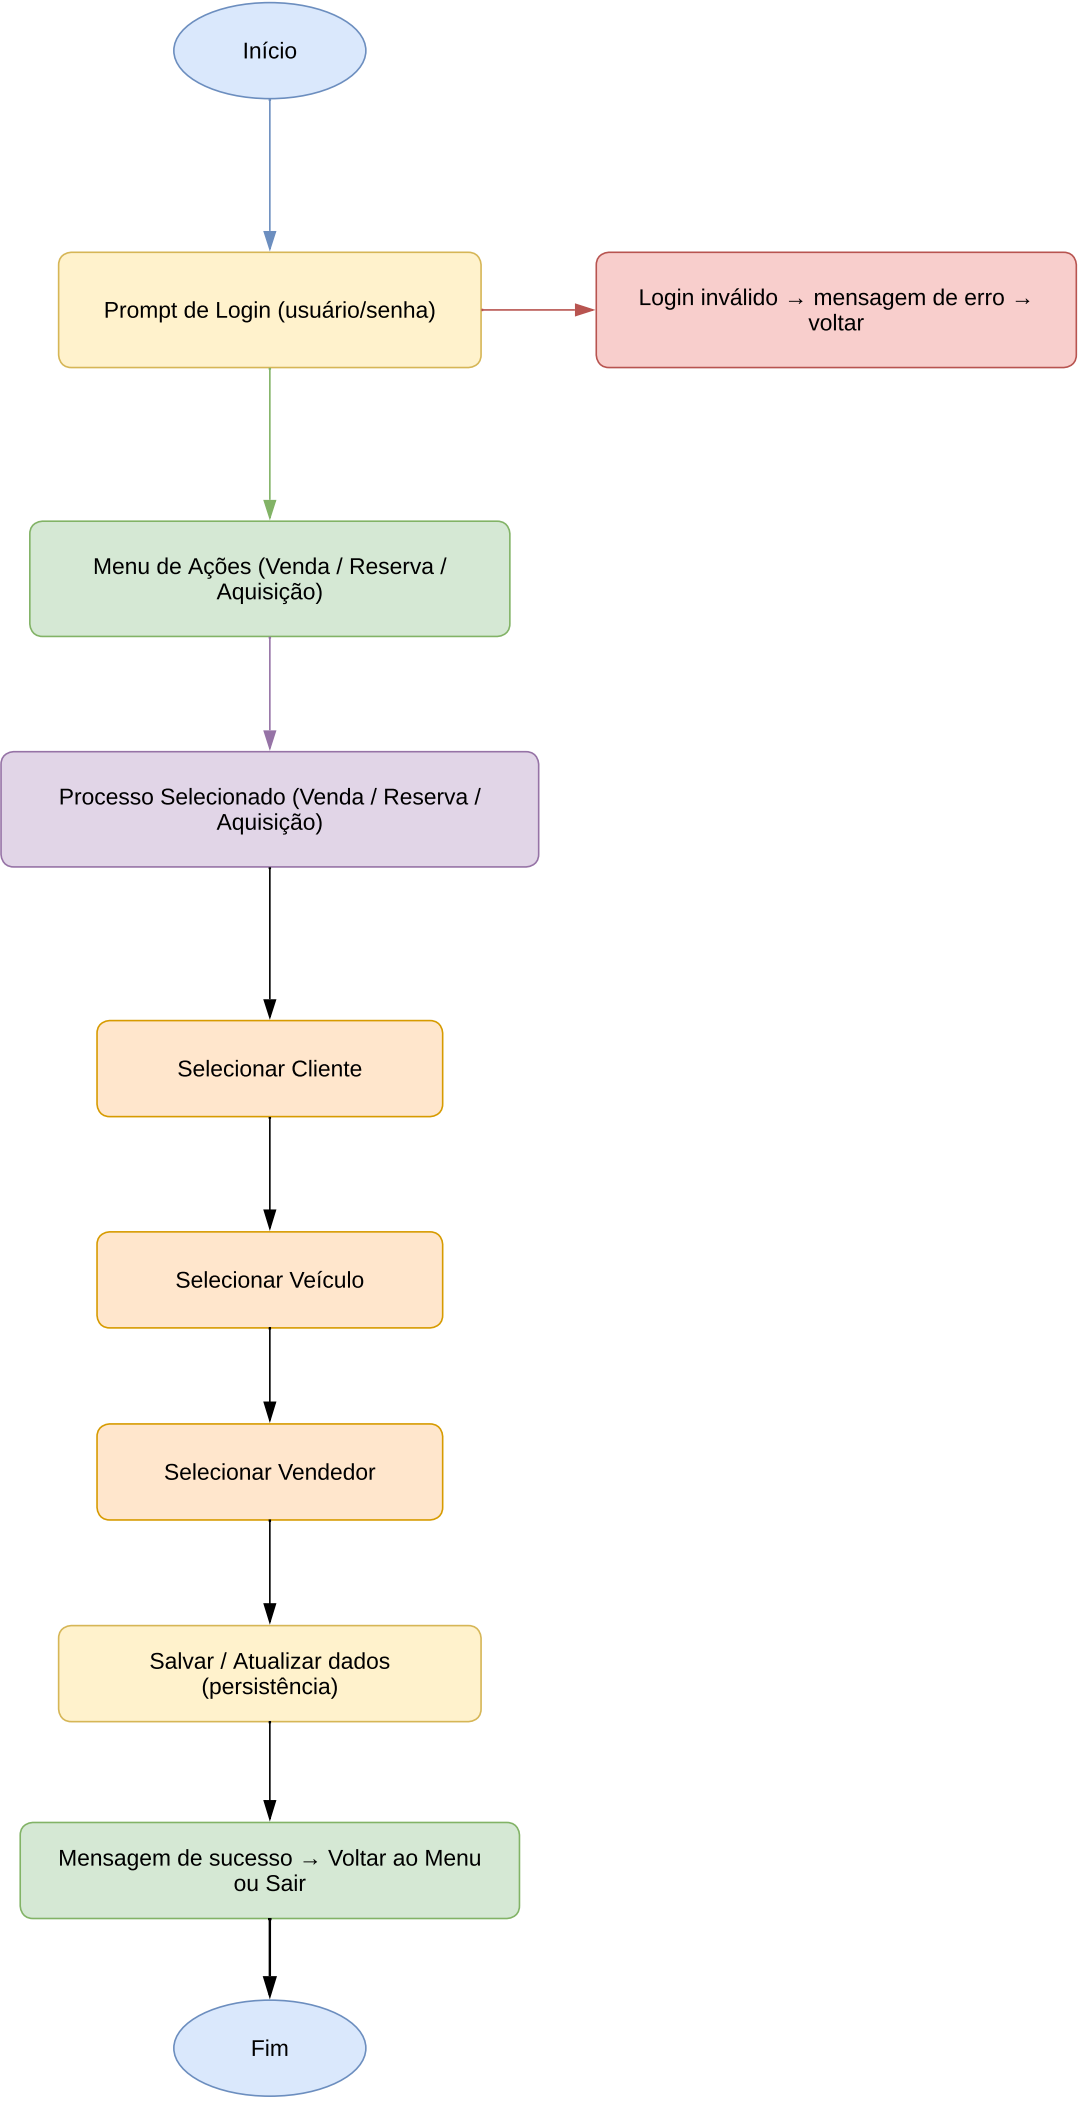 Início
Prompt de Login (usuário/senha)
Login inválido → mensagem de erro →
voltar
Menu de Ações (Venda / Reserva /
Aquisição)
Processo Selecionado (Venda / Reserva /
Aquisição)
Selecionar Cliente
Selecionar Veículo
Selecionar Vendedor
Salvar / Atualizar dados
(persistência)
Mensagem de sucesso → Voltar ao Menu
ou Sair
Fim